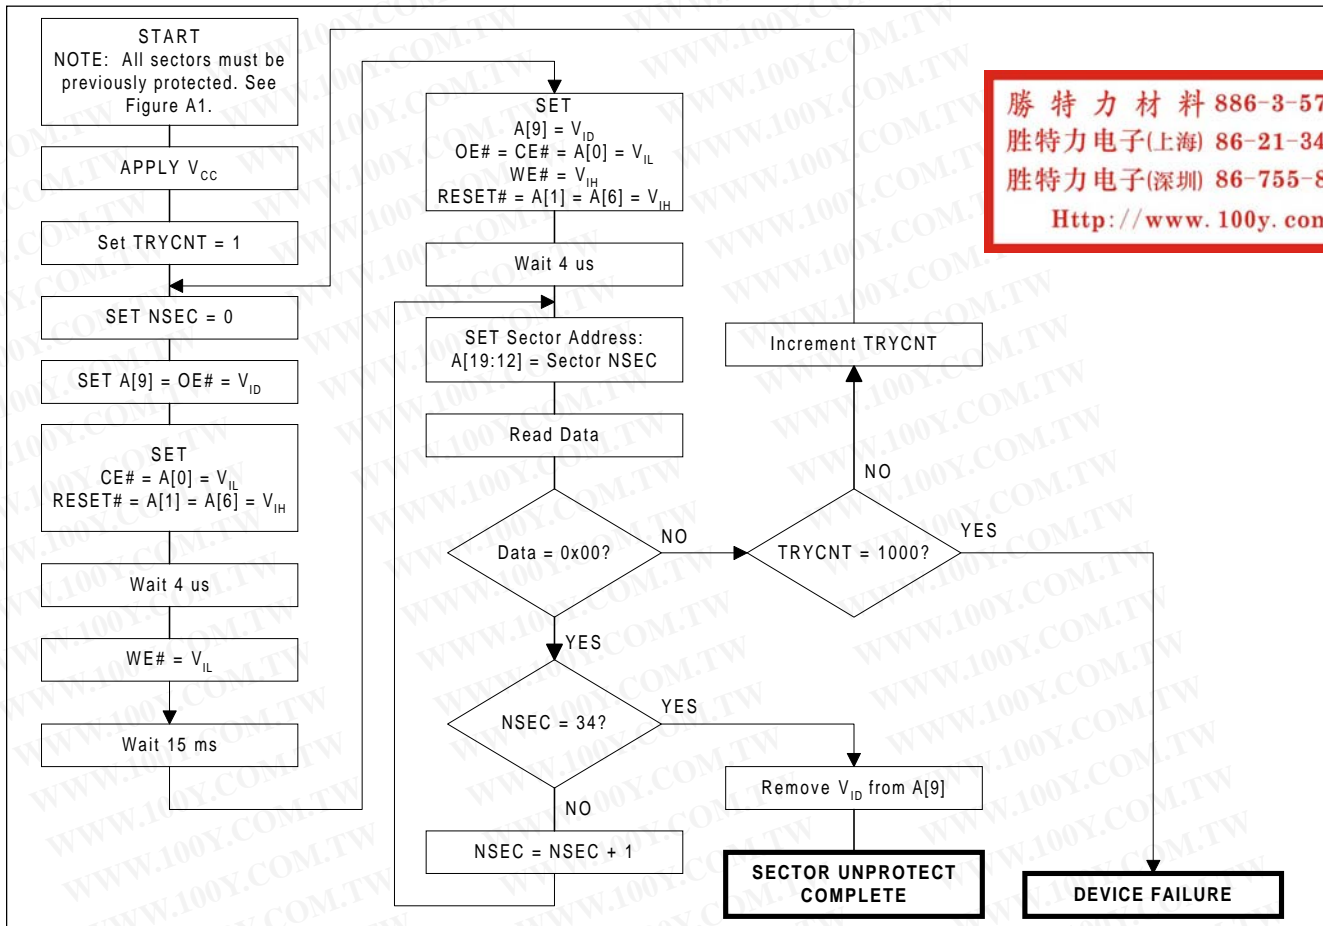 START
NOTE: All sectors must be
previously protected. See
Figure A1.
APPLY VCC
Set TRYCNT = 1
SET NSEC = 0
SET A[9] = OE# = VID
SET
CE# = A[0] = VIL
RESET# = A[1] = A[6] = VIH
Wait 4 us
WE# = VIL
Wait 15 ms
SET
A[9] = VID
OE# = CE# = A[0] = VIL
WE# = VIH
RESET# = A[1] = A[6] = VIH
Wait 4 us
SET Sector Address:
A[19:12] = Sector NSEC
Read Data
Data = 0x00?
NO
YES
NSEC = 34?
YES
NO
NSEC = NSEC + 1
Increment TRYCNT
NO
TRYCNT = 1000?
YES
Remove VID from A[9]
SECTOR UNPROTECT
COMPLETE
DEVICE FAILURE
勝特力材料 886-3-57
胜特力电子(上海) 86-21-34
胜特力电子(深圳) 86-755-8
Http://www.100y.com
WWW.100Y.COM.TW